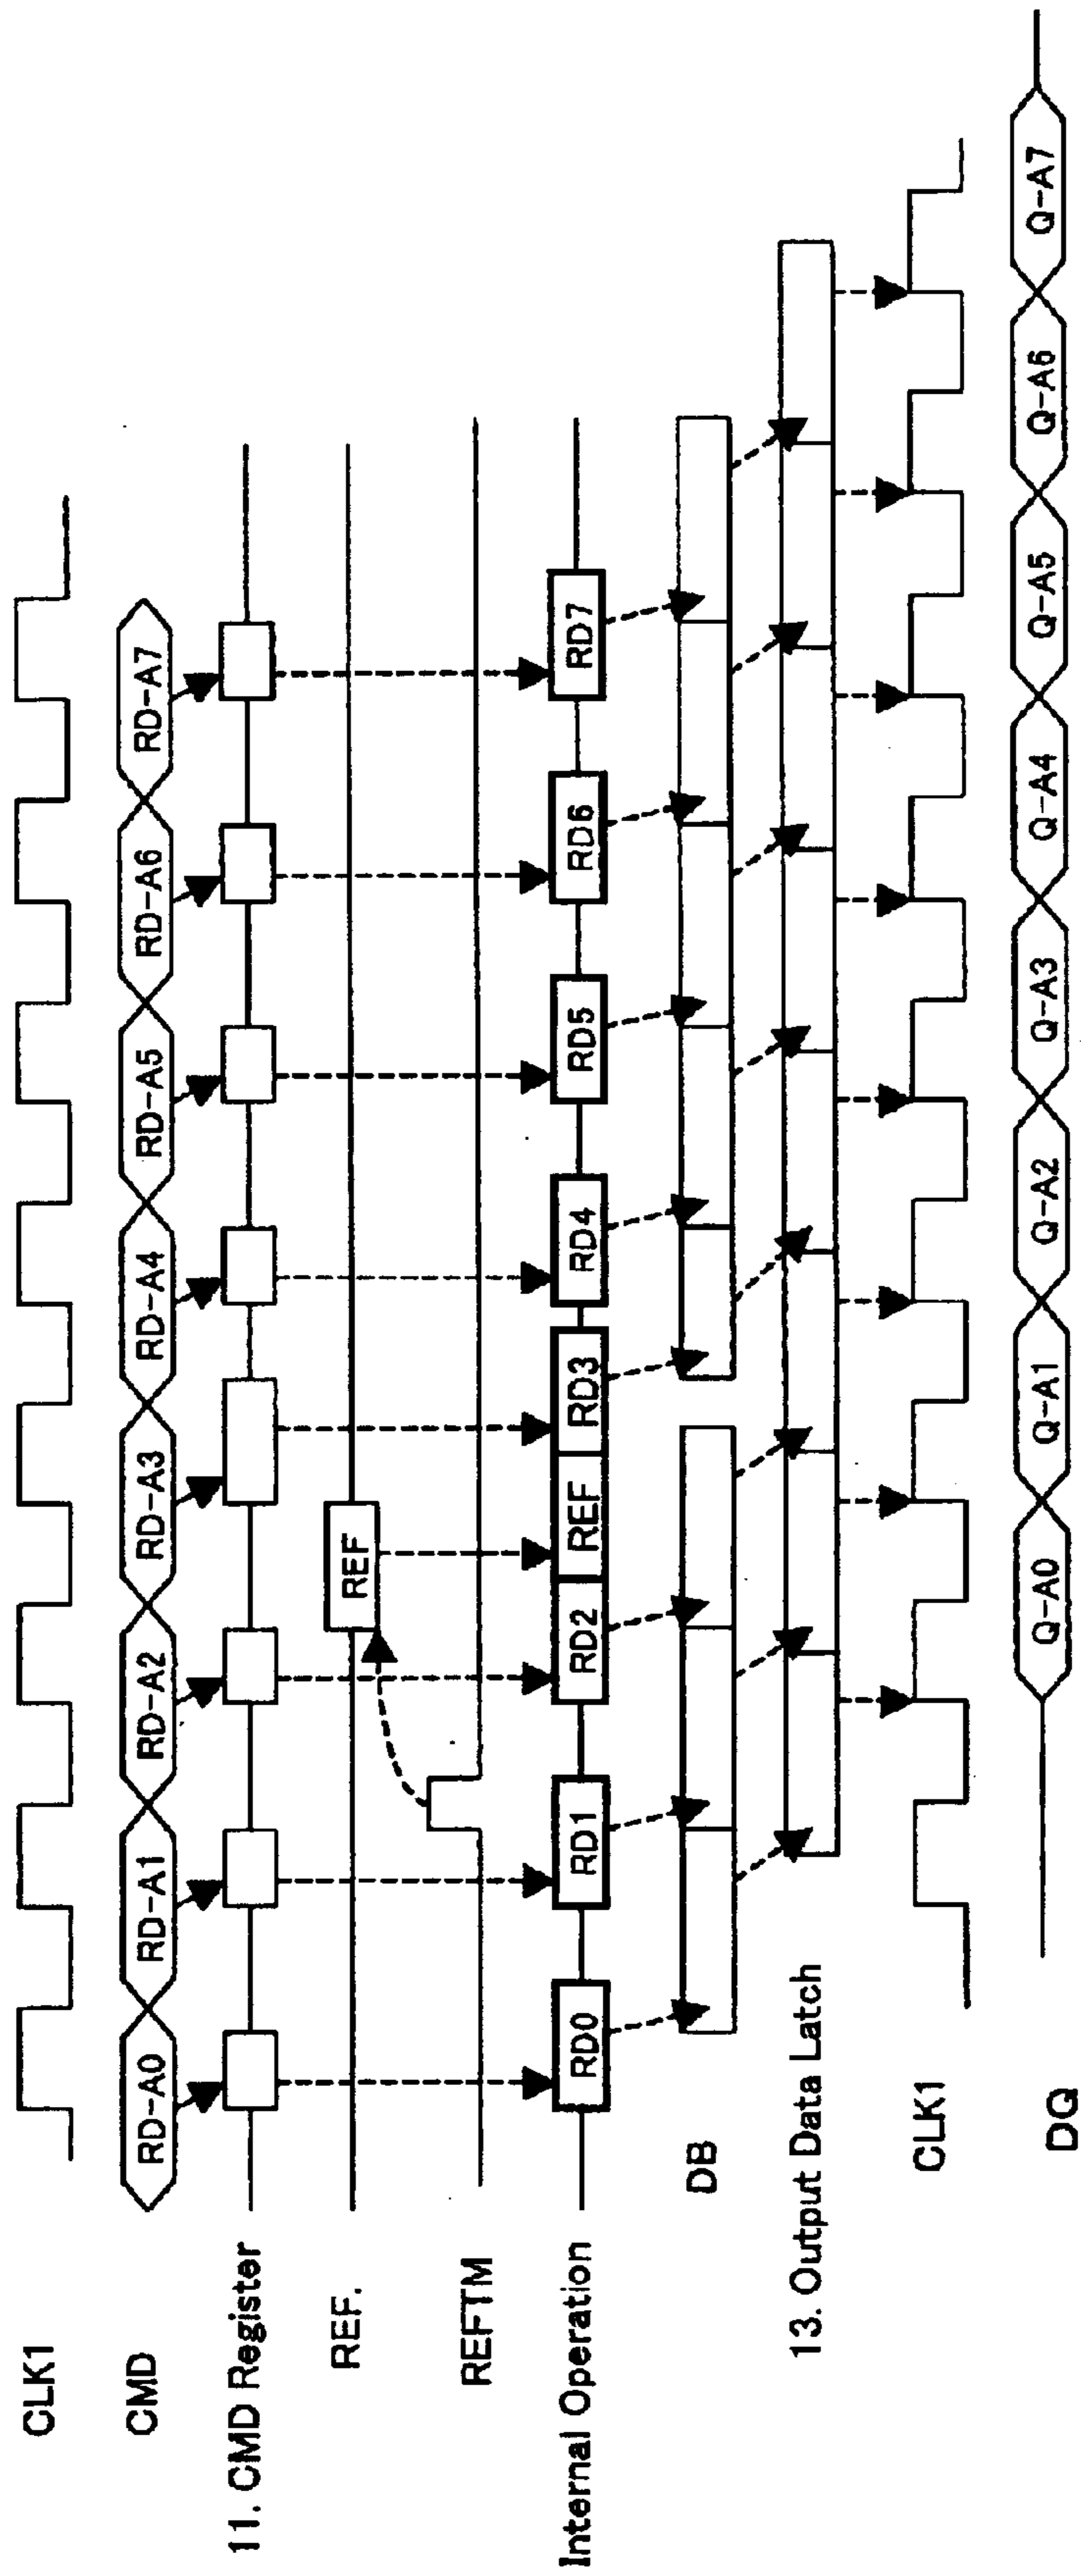 CLK1
CMD
RD-A0 RD-A1 RD-A2 RD-A3 RD-A4 RD-A5 RD-A6 RD-A7
11. CMD Register
REF.
REF
REFTM
Internal Operation
RD0 RD1 RD2 REF RD3 RD4 RD5 RD6 RD7
DB
13. Output Data Latch
CLK1
DQ
Q-A0 Q-A1 Q-A2 Q-A3 Q-A4 Q-A5 Q-A6 Q-A7